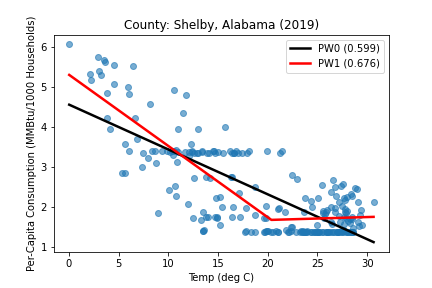 County: Shelby, Alabama (2019)
PW0 (0.599)
PW1 (0.676)
Per-Capita Consumption (MMBtu/1000 Households)
6
5
4
3
2
1
0 5 10 15 20 25 30
Temp (deg C)